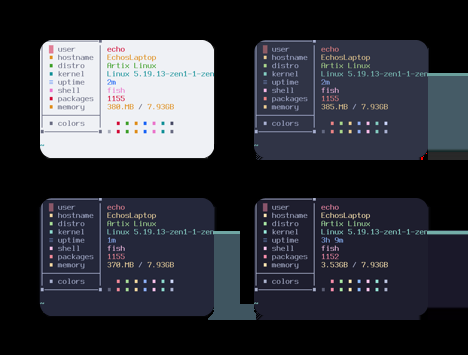 user echo
hostname EchosLaptop
distro Artix Linux
kernel Linux 5.19.13-zen1-1-zen
uptime 2m
shell fish
packages 1155
memory 380.MB / 7.93GB
colors
~
user echo
hostname EchosLaptop
distro Artix Linux
kernel Linux 5.19.13-zen1-1-zen
uptime 2m
shell fish
packages 1155
memory 385.MB / 7.93GB
colors
~
user echo
hostname EchosLaptop
distro Artix Linux
kernel Linux 5.19.13-zen1-1-zen
uptime 1m
shell fish
packages 1155
memory 370.MB / 7.93GB
colors
~
user echo
hostname EchosLaptop
distro Artix Linux
kernel Linux 5.19.13-zen1-1-zen
uptime 3h 9m
shell fish
packages 1152
memory 3.53GB / 7.93GB
colors
~